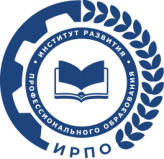 • ИНСТИТУТ РАЗВИТИЯ •
ПРОФЕССИОНАЛЬНОГО ОБРАЗОВАНИЯ
ИРПО